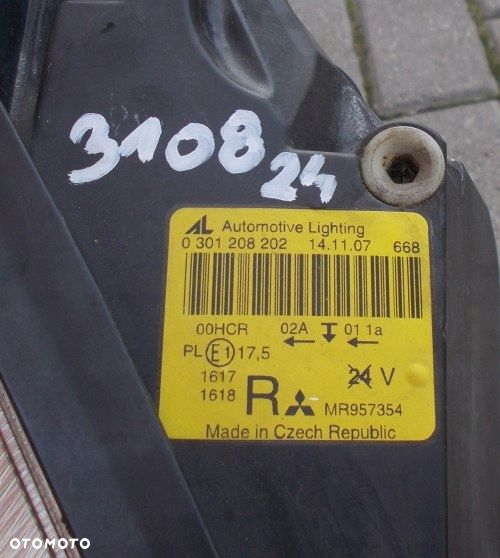 3108
24
AL Automotive Lighting
0 301 208 202 14.11.07 668
00HCR 02A 01 1a
PL E1 17,5
1617
24 V
1618
R MR957354
Made in Czech Republic
OTOMOTO